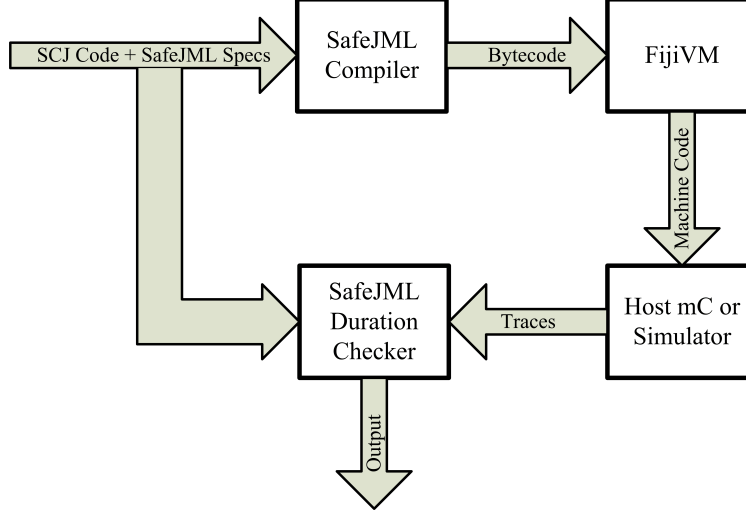 SCJ Code + SafeJML Specs
SafeJML
Compiler
Bytecode
FijiVM
Machine Code
SafeJML
Duration
Checker
Traces
Host mC or
Simulator
Output